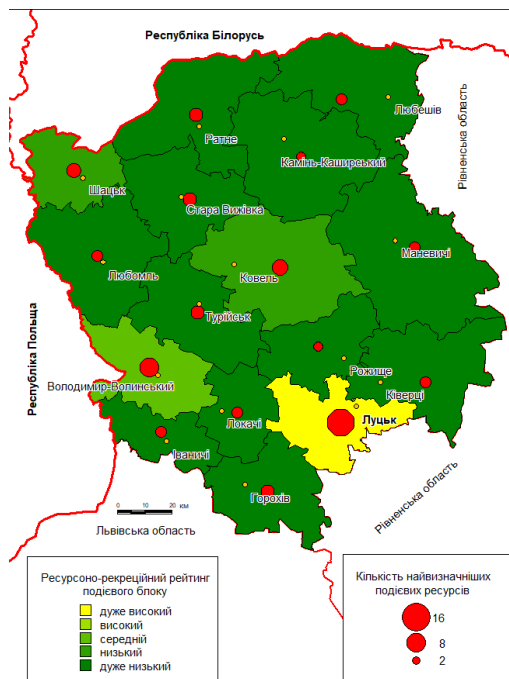 Республіка Білорусь
Любешів
Ратне
Камінь-Каширський
Рівненська область
Шацьк
Стара Вижівка
Маневичі
Любомль
Ковель
Турійськ
Республіка Польща
Володимир-Волинський
Рожище
Ківерці
Локачі
Луцьк
Іваничі
Горохів
Рівненська область
0 10 20 км
Львівська область
Ресурсоно-рекреційний рейтинг
подієвого блоку
дуже високий
високий
середній
низький
дуже низький
Кількість найвизначніших
подієвих ресурсів
16
8
2